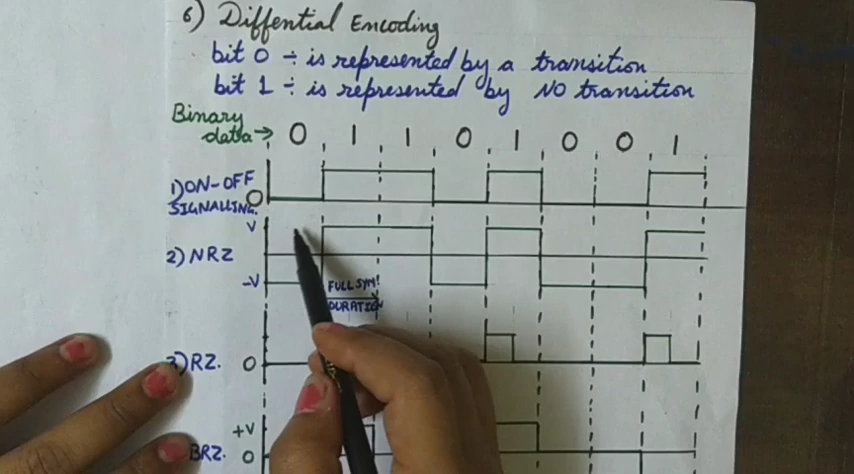 6) Diffential Encoding
bit 0 ÷ is represented by a transition
bit 1 ÷ is represented by NO transition
Binary
data → 0 1 1 0 1 0 0 1
1) ON-OFF
0
SIGNALLING.
V
2) NRZ
-V
FULL SYM!
DURATION
3) RZ. 0
+V
BRZ. 0